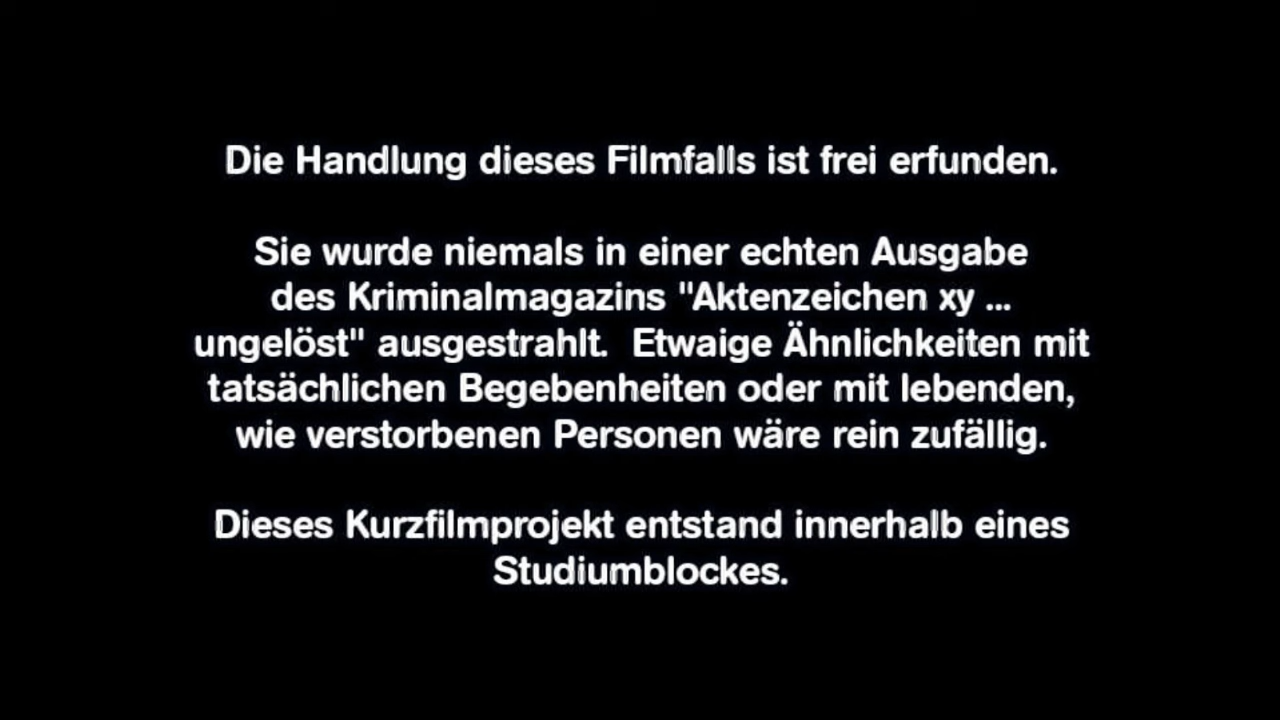 Die Handlung dieses Filmfalls ist frei erfunden.
Sie wurde niemals in einer echten Ausgabe
des Kriminalmagazins "Aktenzeichen xy ...
ungelöst" ausgestrahlt. Etwaige Ähnlichkeiten mit
tatsächlichen Begebenheiten oder mit lebenden,
wie verstorbenen Personen wäre rein zufällig.
Dieses Kurzfilmprojekt entstand innerhalb eines
Studiumblockes.